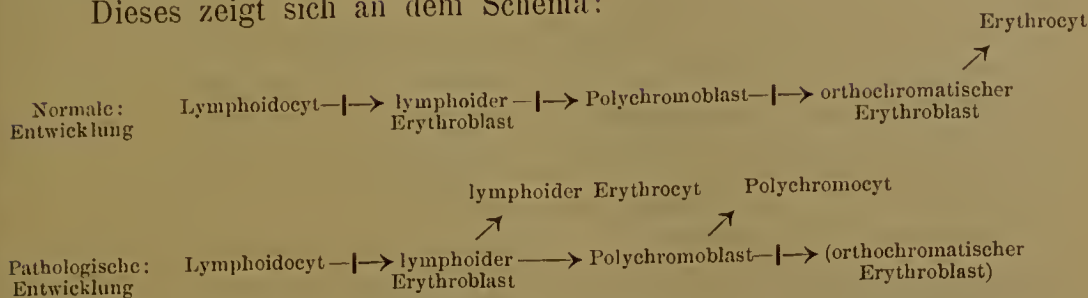 Dieses zeigt sich an dem Schema:
Erythrocyt
Normale: Lymphoidocyt lymphoider Polychromoblast orthochromatischer
Entwicklung Erythroblast Erythroblast
lymphoider Erythrocyt Polychromocyt
Pathologische: Lymphoidocyt lymphoider Polychromoblast (orthochromatischer
Entwicklung Erythroblast Erythroblast)